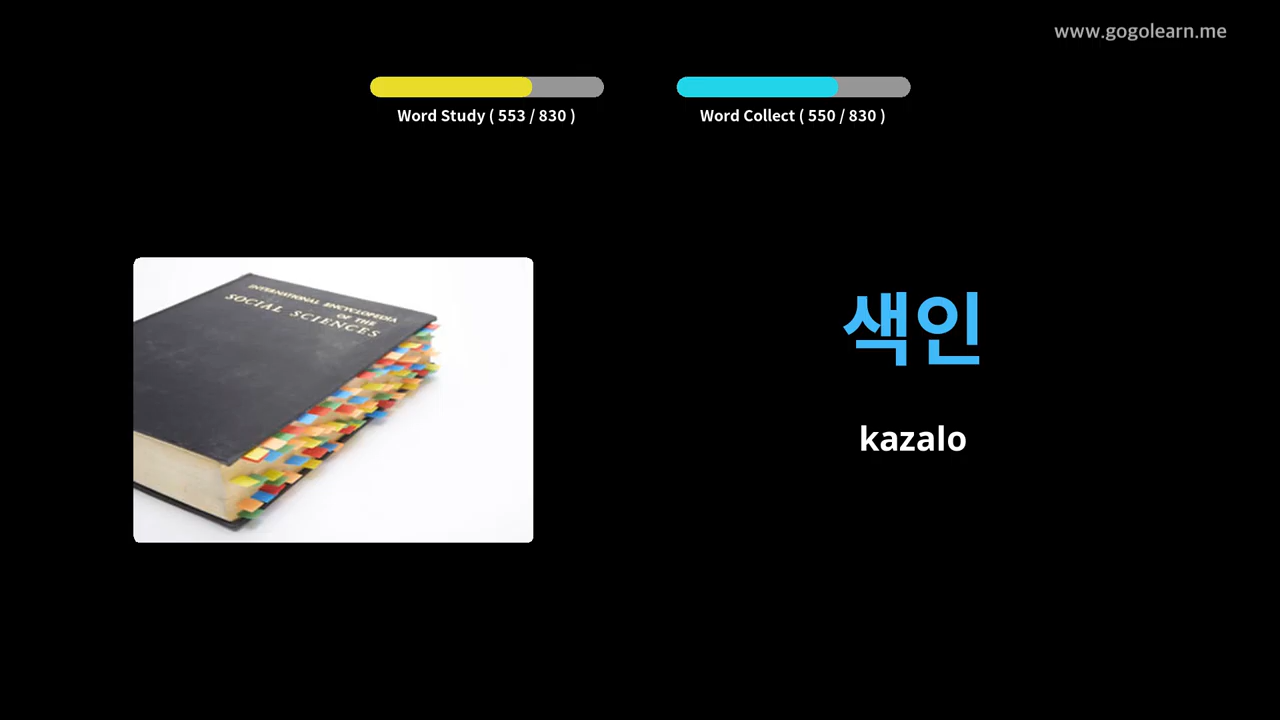 www.gogolearn.me
Word Study ( 553 / 830 )
Word Collect ( 550 / 830 )
INTERNATIONAL ENCYCLOPEDIA
OF THE
SOCIAL SCIENCES
색인
kazalo